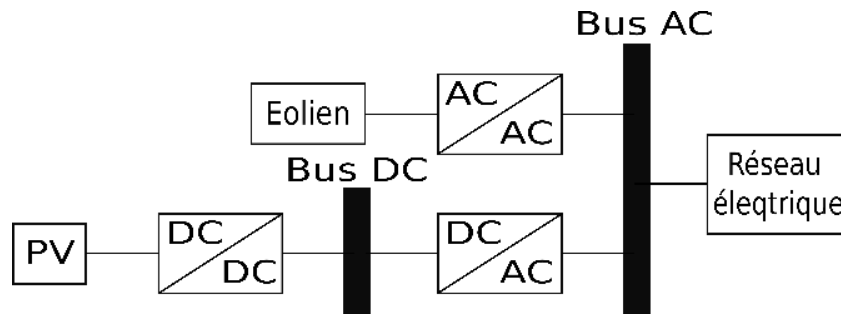 Bus AC
Eolien
AC
AC
Bus DC
Réseau
éleqtrique
PV
DC
DC
DC
AC